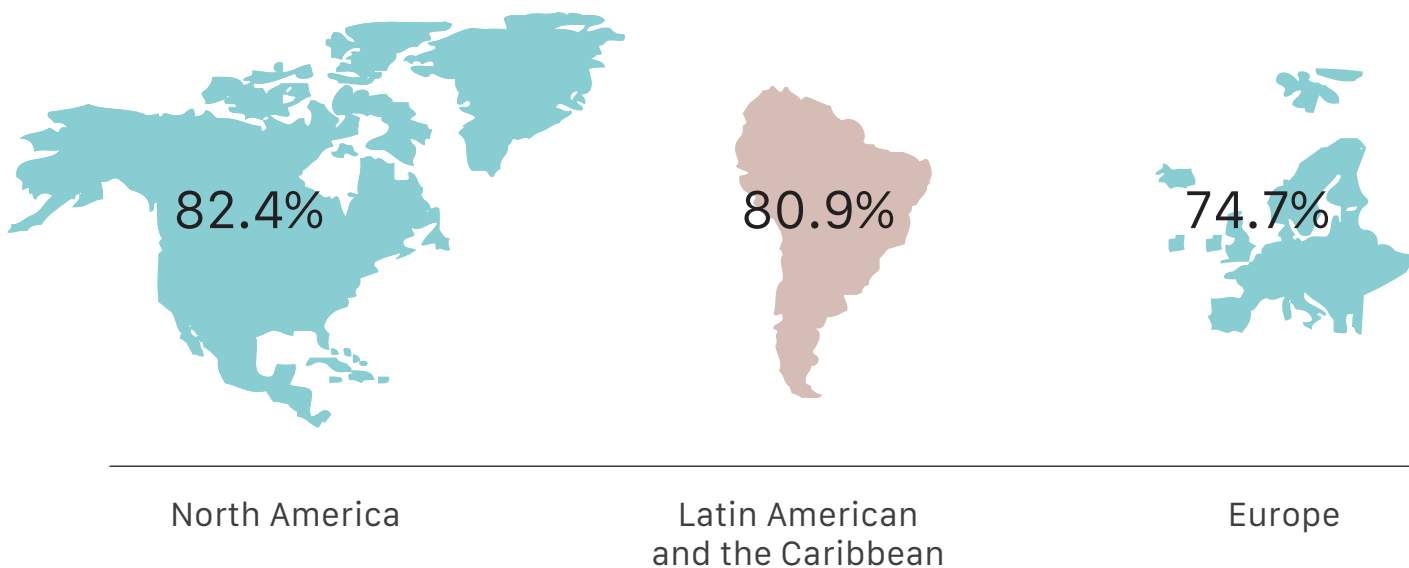 82.4%
80.9%
74.7%
North America
Latin American
and the Caribbean
Europe